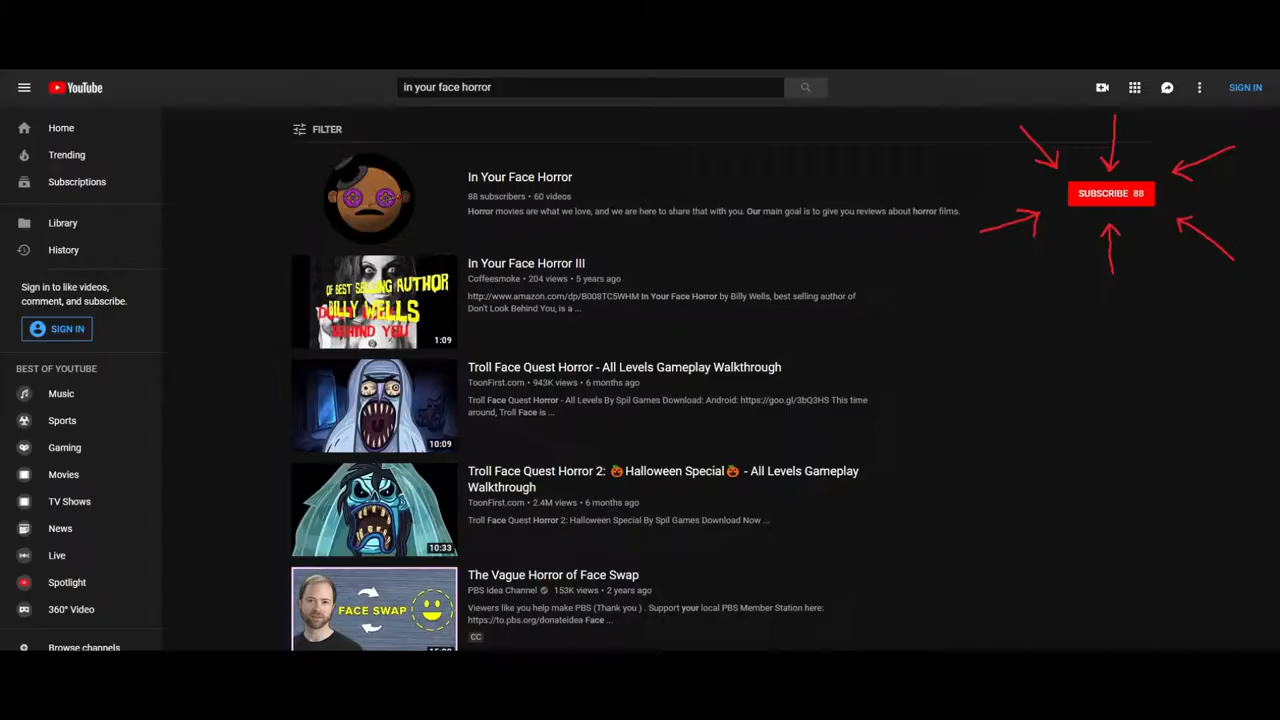 YouTube
in your face horror
SIGN IN
Home
Trending
Subscriptions
Library
History
Sign in to like videos,
comment, and subscribe.
SIGN IN
BEST OF YOUTUBE
Music
Sports
Gaming
Movies
TV Shows
News
Live
Spotlight
360° Video
Browse channels
FILTER
In Your Face Horror
88 subscribers • 60 videos
Horror movies are what we love, and we are here to share that with you. Our main goal is to give you reviews about horror films.
SUBSCRIBE 88
OF BEST SELLING AUTHOR
BILLY WELLS
BEHIND YOU
1:09
In Your Face Horror III
Coffeesmoke • 204 views • 5 years ago
http://www.amazon.com/dp/B008TC5WHM In Your Face Horror by Billy Wells, best selling author of
Don't Look Behind You, is a ...
10:09
Troll Face Quest Horror - All Levels Gameplay Walkthrough
ToonFirst.com • 943K views • 6 months ago
Troll Face Quest Horror - All Levels By Spil Games Download: Android: https://goo.gl/3bQ3HS This time
around, Troll Face is ...
10:33
Troll Face Quest Horror 2: 🎃Halloween Special🎃 - All Levels Gameplay
Walkthrough
ToonFirst.com • 2.4M views • 6 months ago
Troll Face Quest Horror 2: Halloween Special By Spil Games Download Now ...
FACE SWAP
The Vague Horror of Face Swap
PBS Idea Channel • 153K views • 2 years ago
Viewers like you help make PBS (Thank you ) . Support your local PBS Member Station here:
https://to.pbs.org/donateidea Face ...
CC